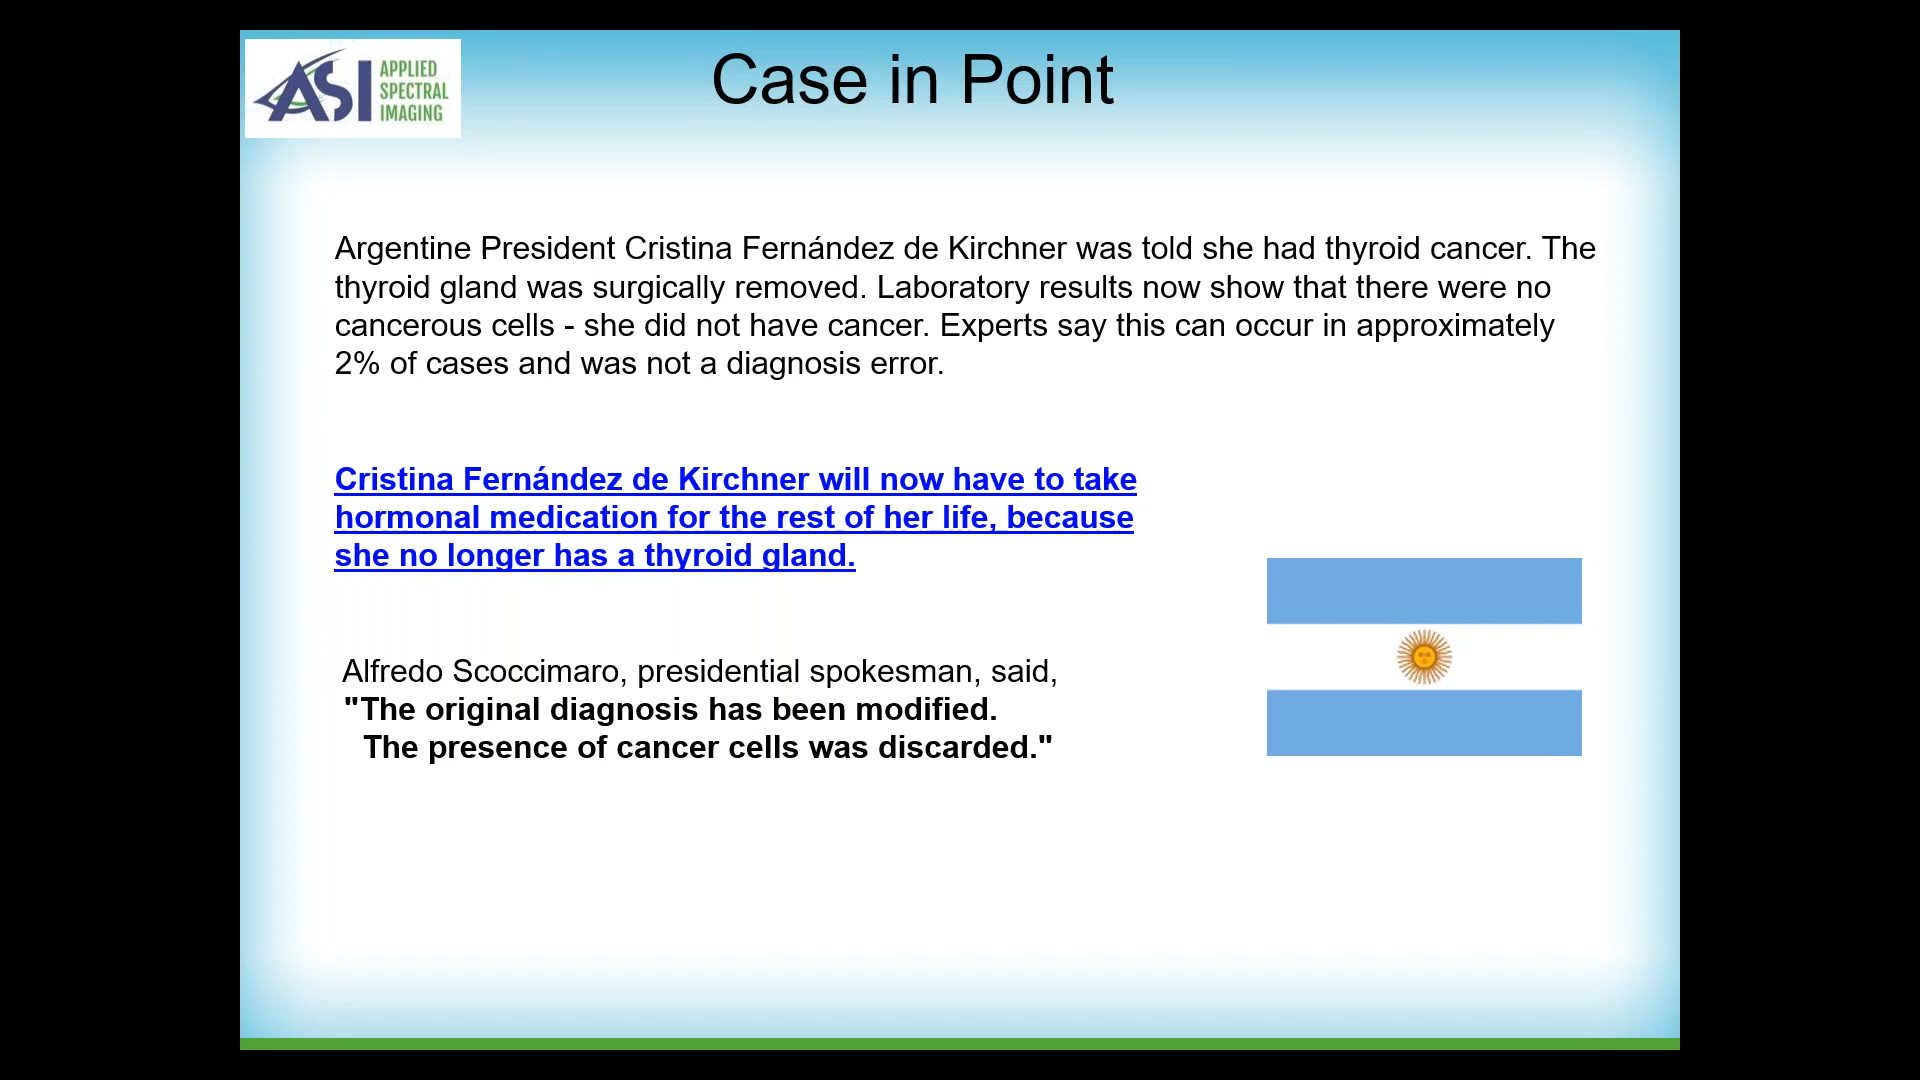 ASI APPLIED
SPECTRAL
IMAGING
Case in Point
Argentine President Cristina Fernández de Kirchner was told she had thyroid cancer. The
thyroid gland was surgically removed. Laboratory results now show that there were no
cancerous cells - she did not have cancer. Experts say this can occur in approximately
2% of cases and was not a diagnosis error.
Cristina Fernández de Kirchner will now have to take
hormonal medication for the rest of her life, because
she no longer has a thyroid gland.
Alfredo Scoccimaro, presidential spokesman, said,
"The original diagnosis has been modified.
The presence of cancer cells was discarded."